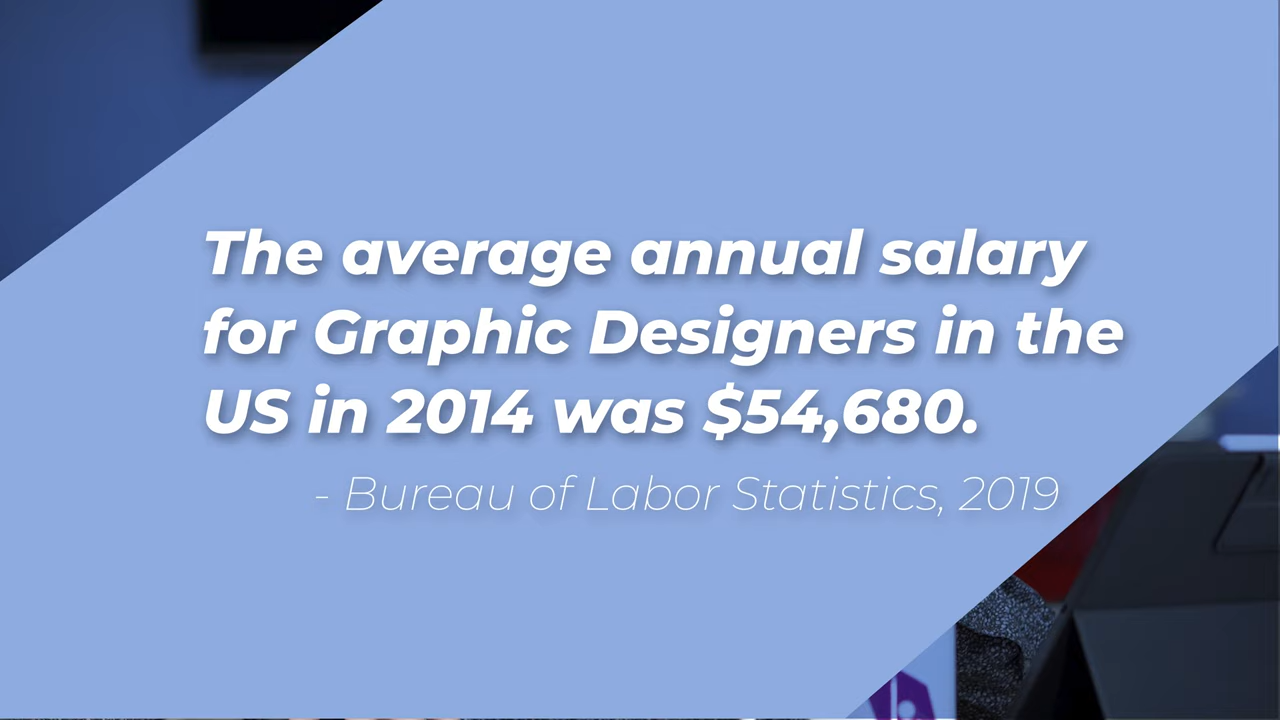 The average annual salary
for Graphic Designers in the
US in 2014 was $54,680.
- Bureau of Labor Statistics, 2019